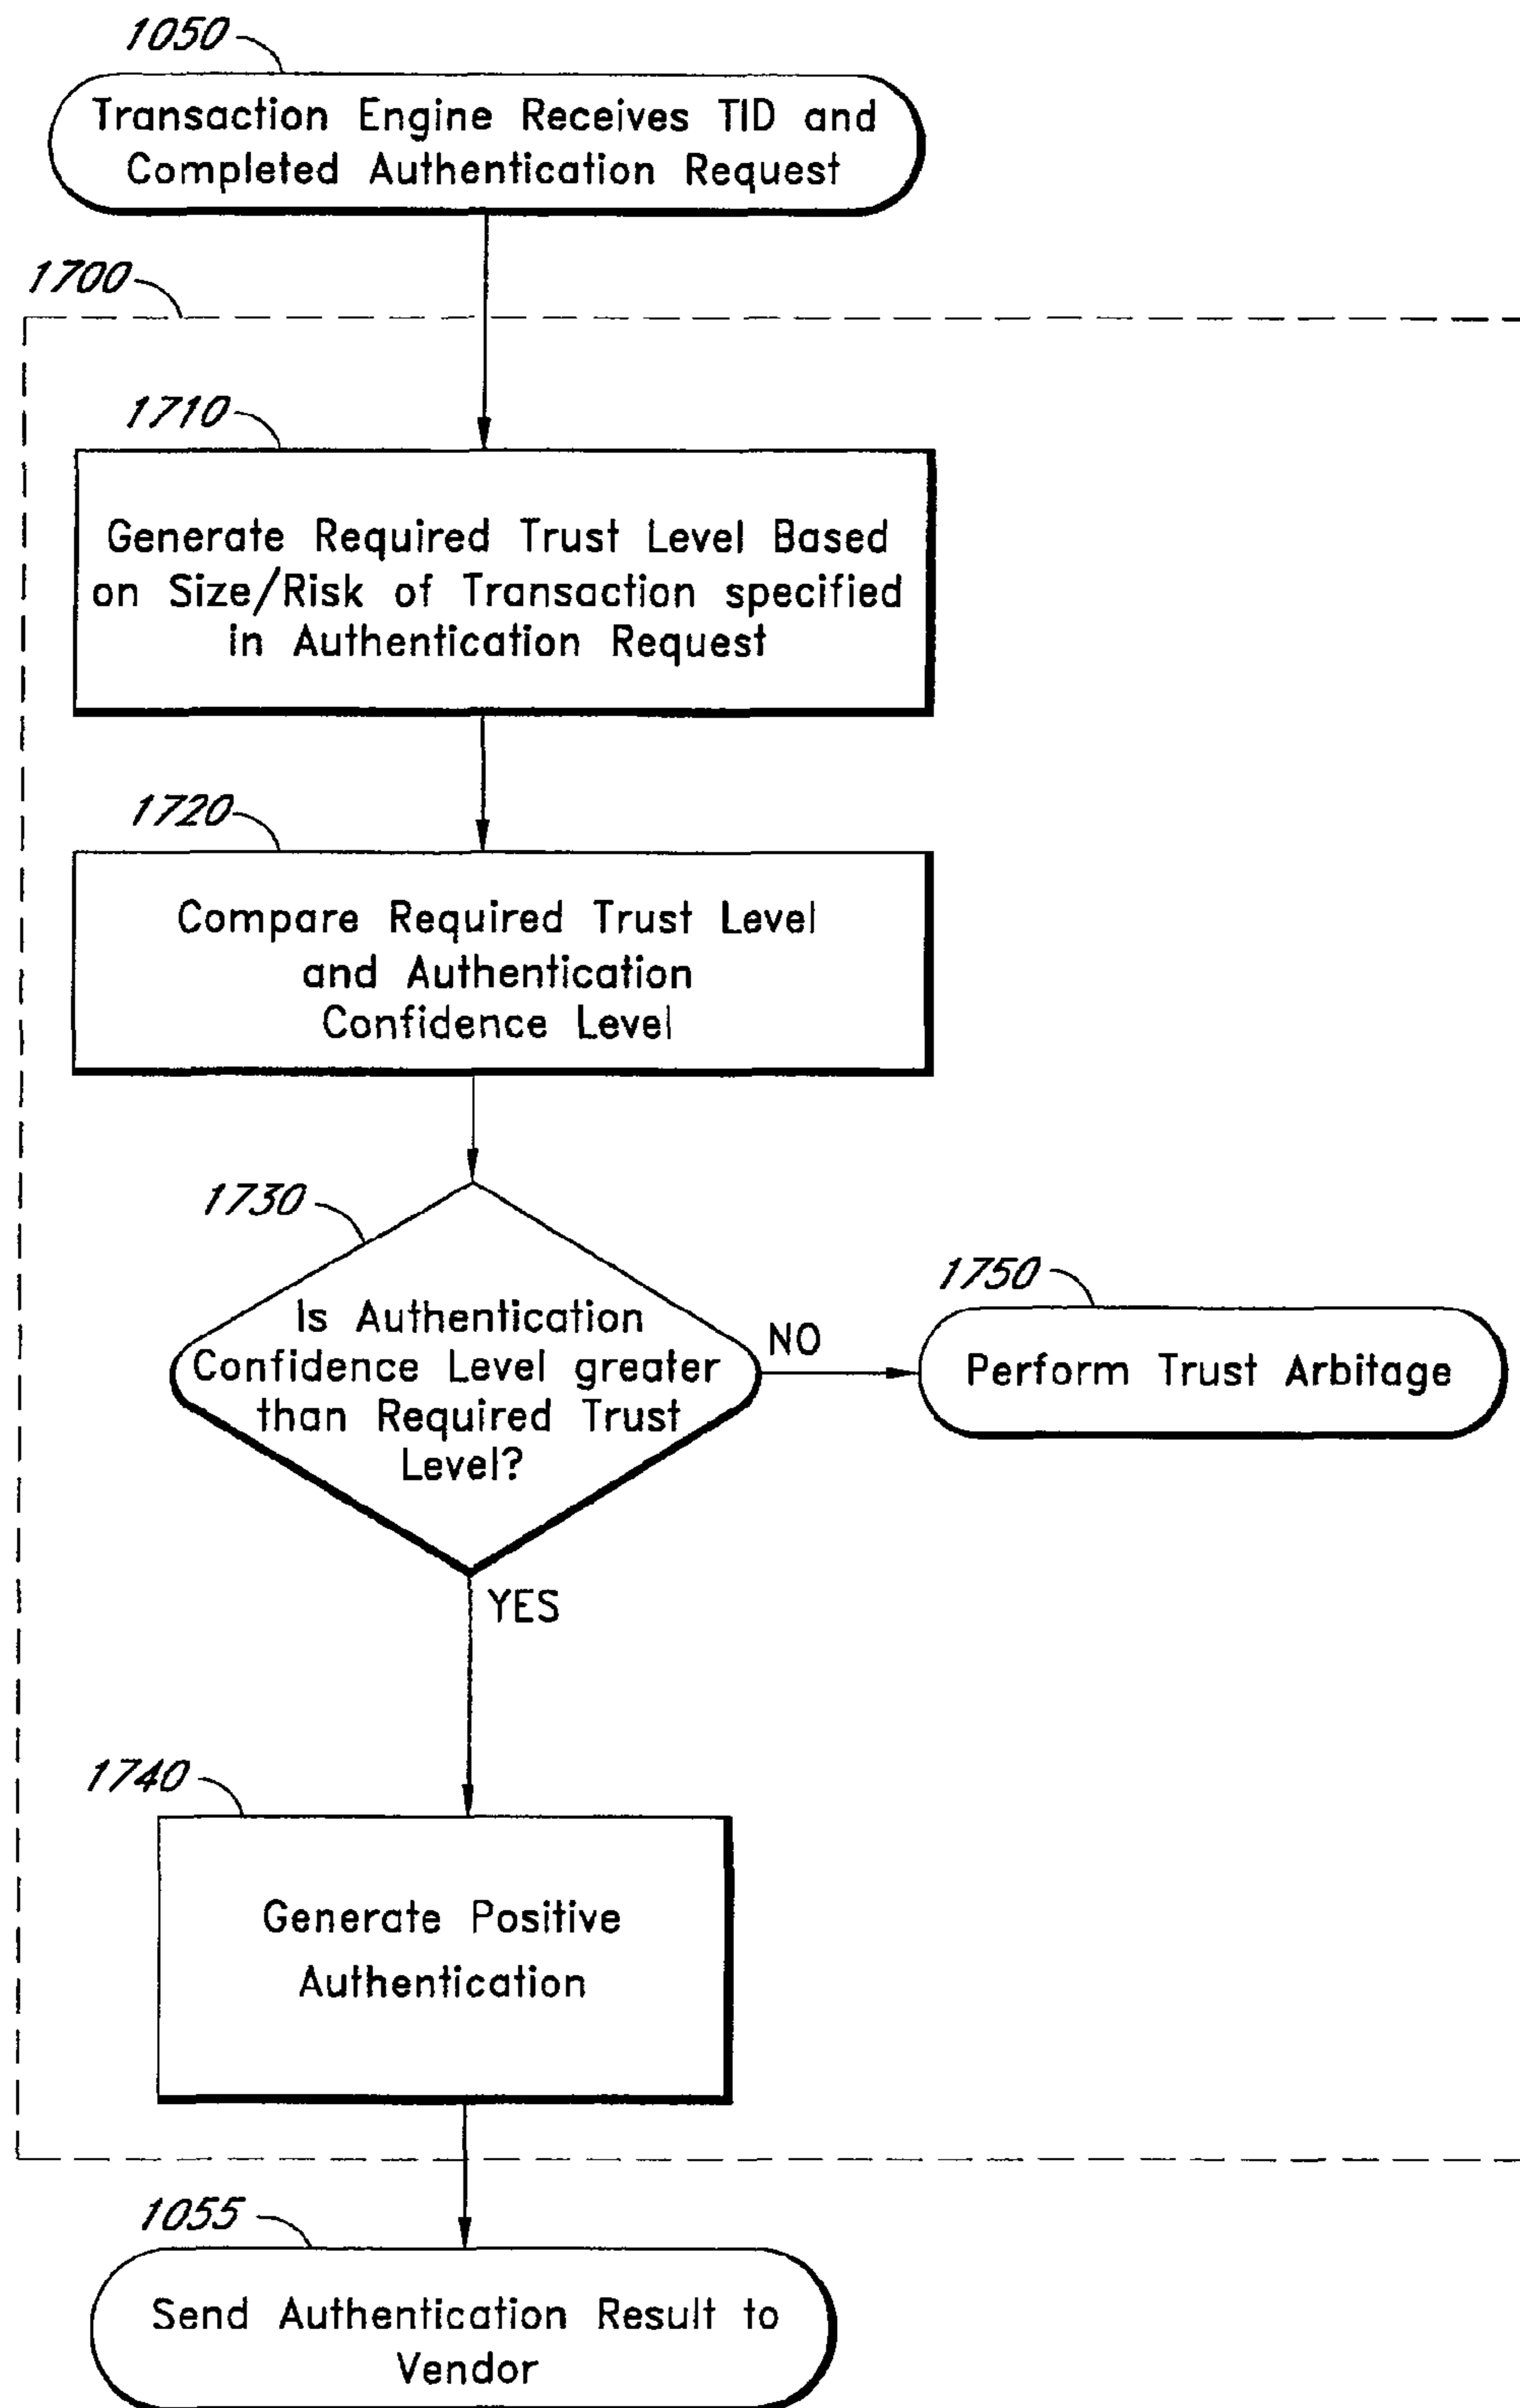 1050
Transaction Engine Receives TID and
Completed Authentication Request
1700
1710
Generate Required Trust Level Based
on Size/Risk of Transaction specified
in Authentication Request
1720
Compare Required Trust Level
and Authentication
Confidence Level
1730
Is Authentication
Confidence Level greater
than Required Trust
Level?
NO
1750
Perform Trust Arbitage
YES
1740
Generate Positive
Authentication
1055
Send Authentication Result to
Vendor